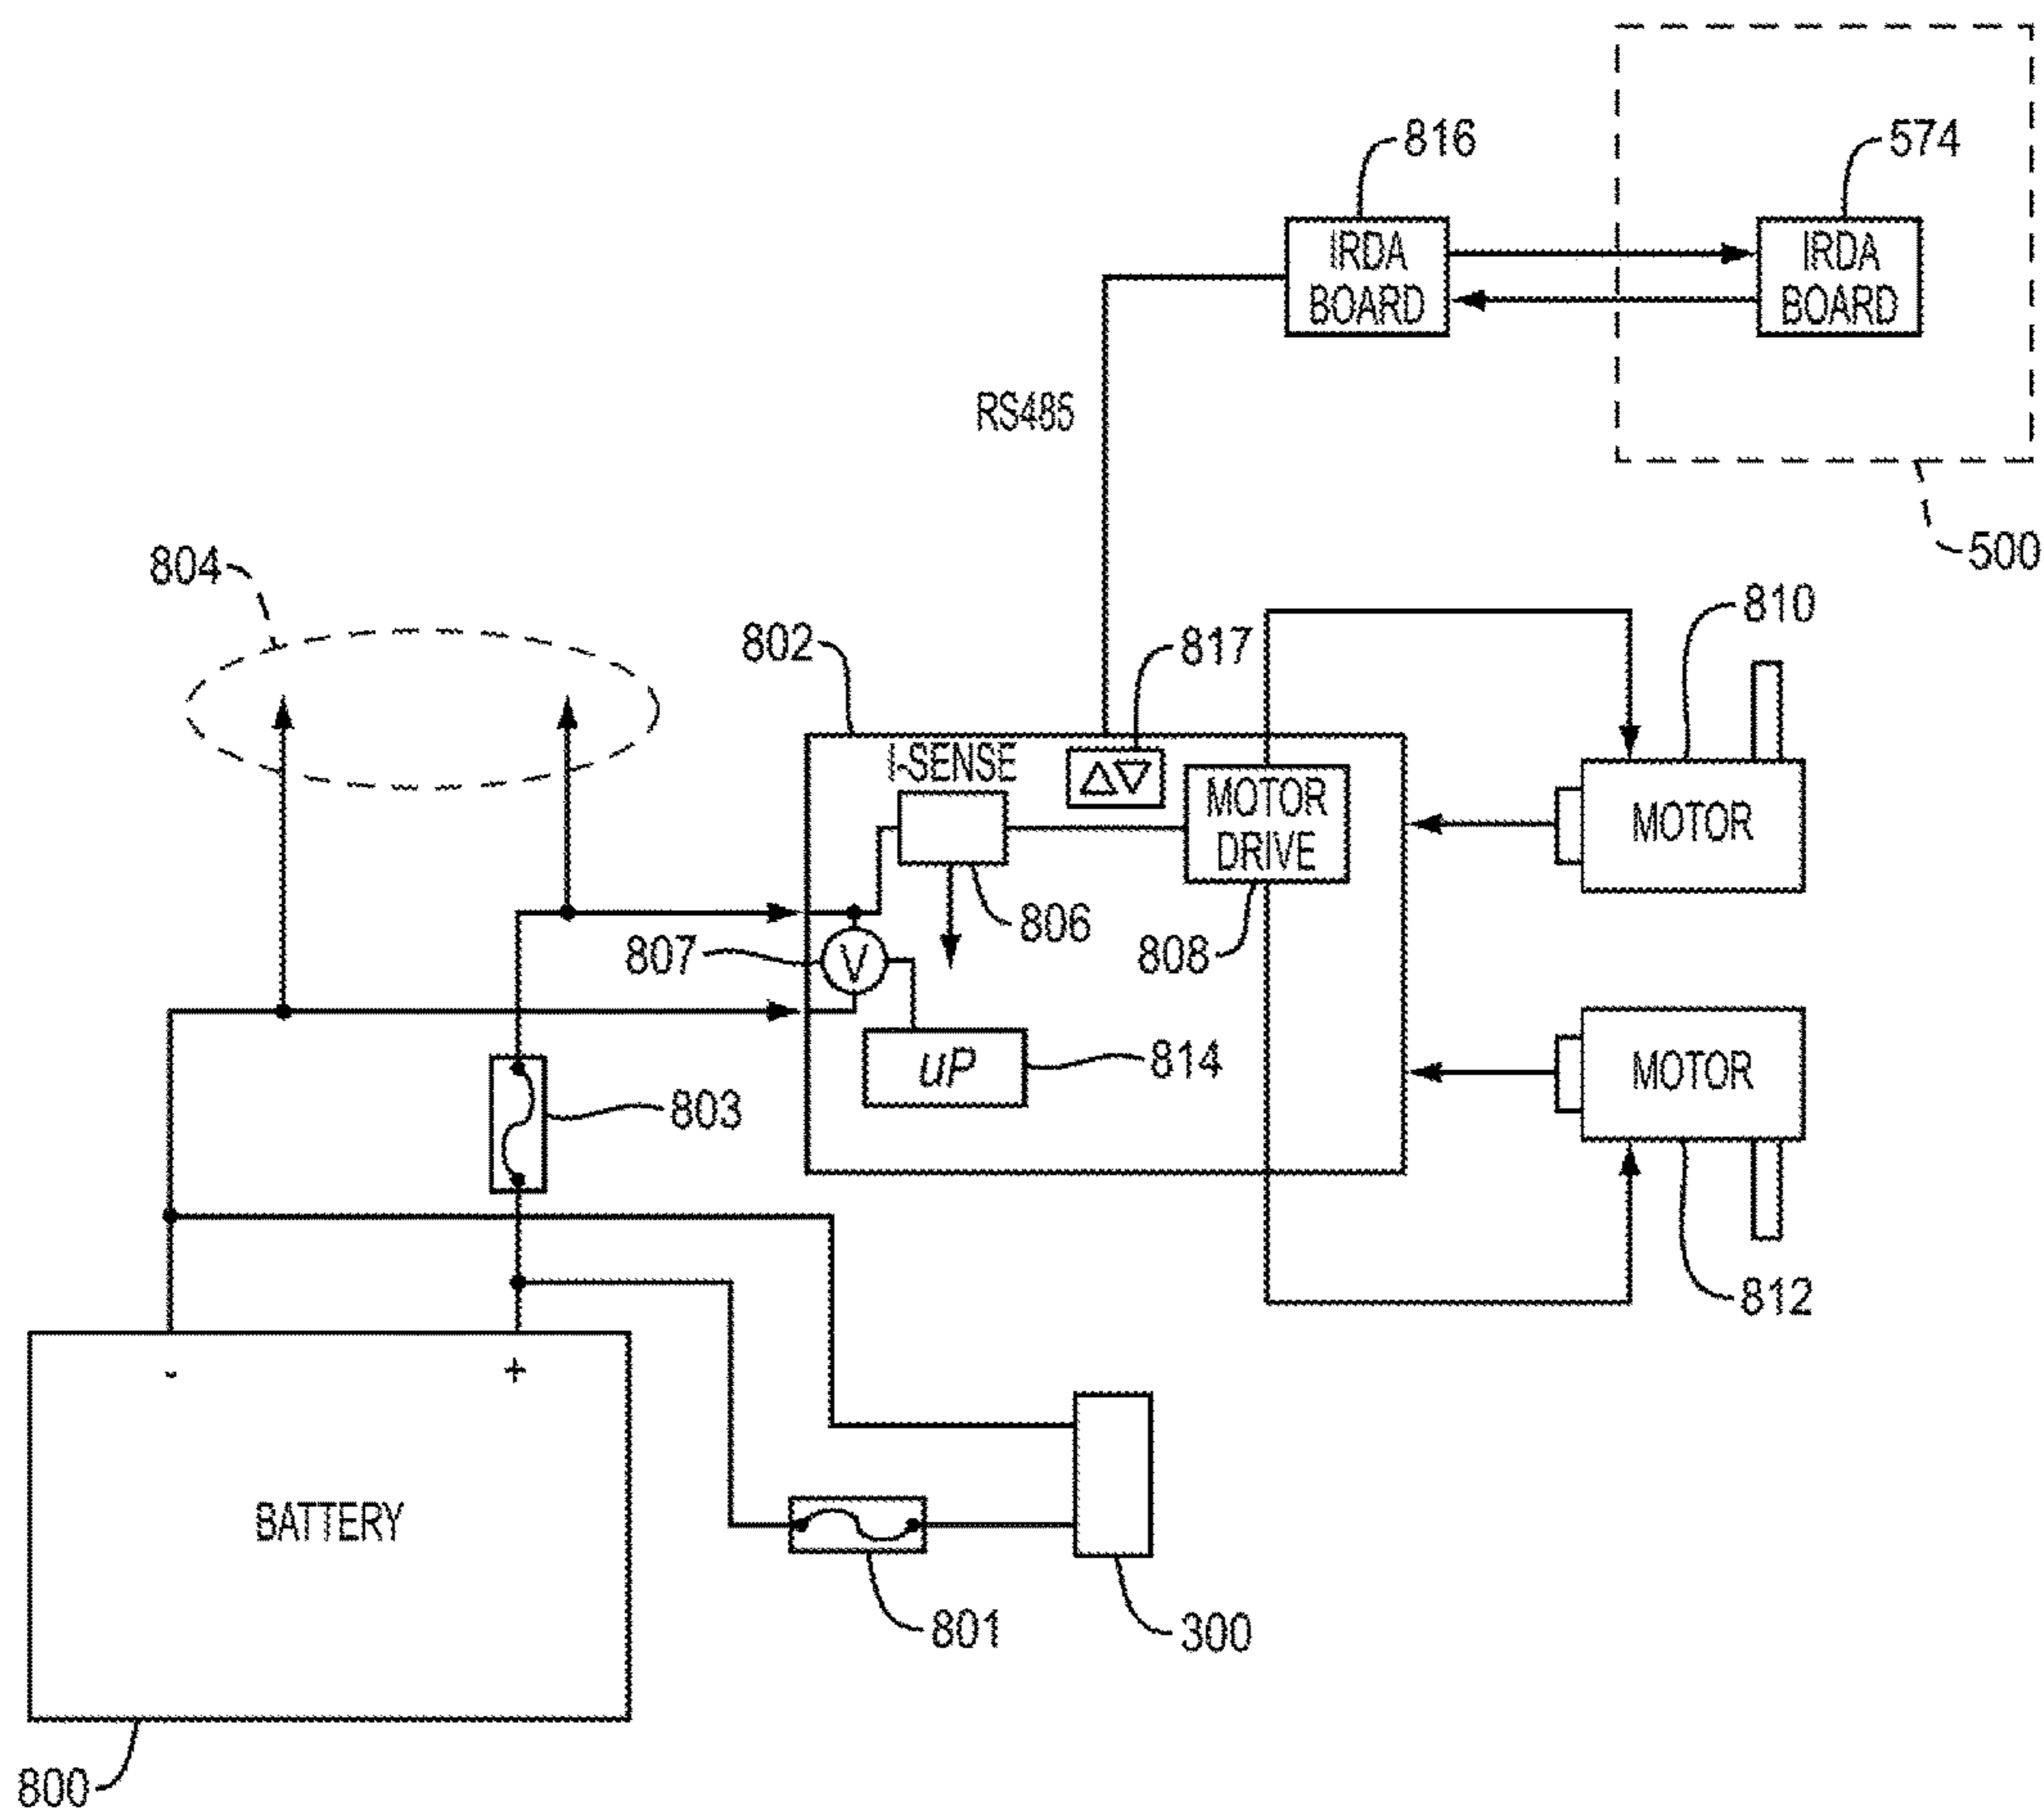 816
574
IRDA
BOARD
IRDA
BOARD
RS485
500
804
810
802
817
I-SENSE
MOTOR
DRIVE
MOTOR
806
807
V
808
uP
814
MOTOR
803
812
- +
BATTERY
801
300
800